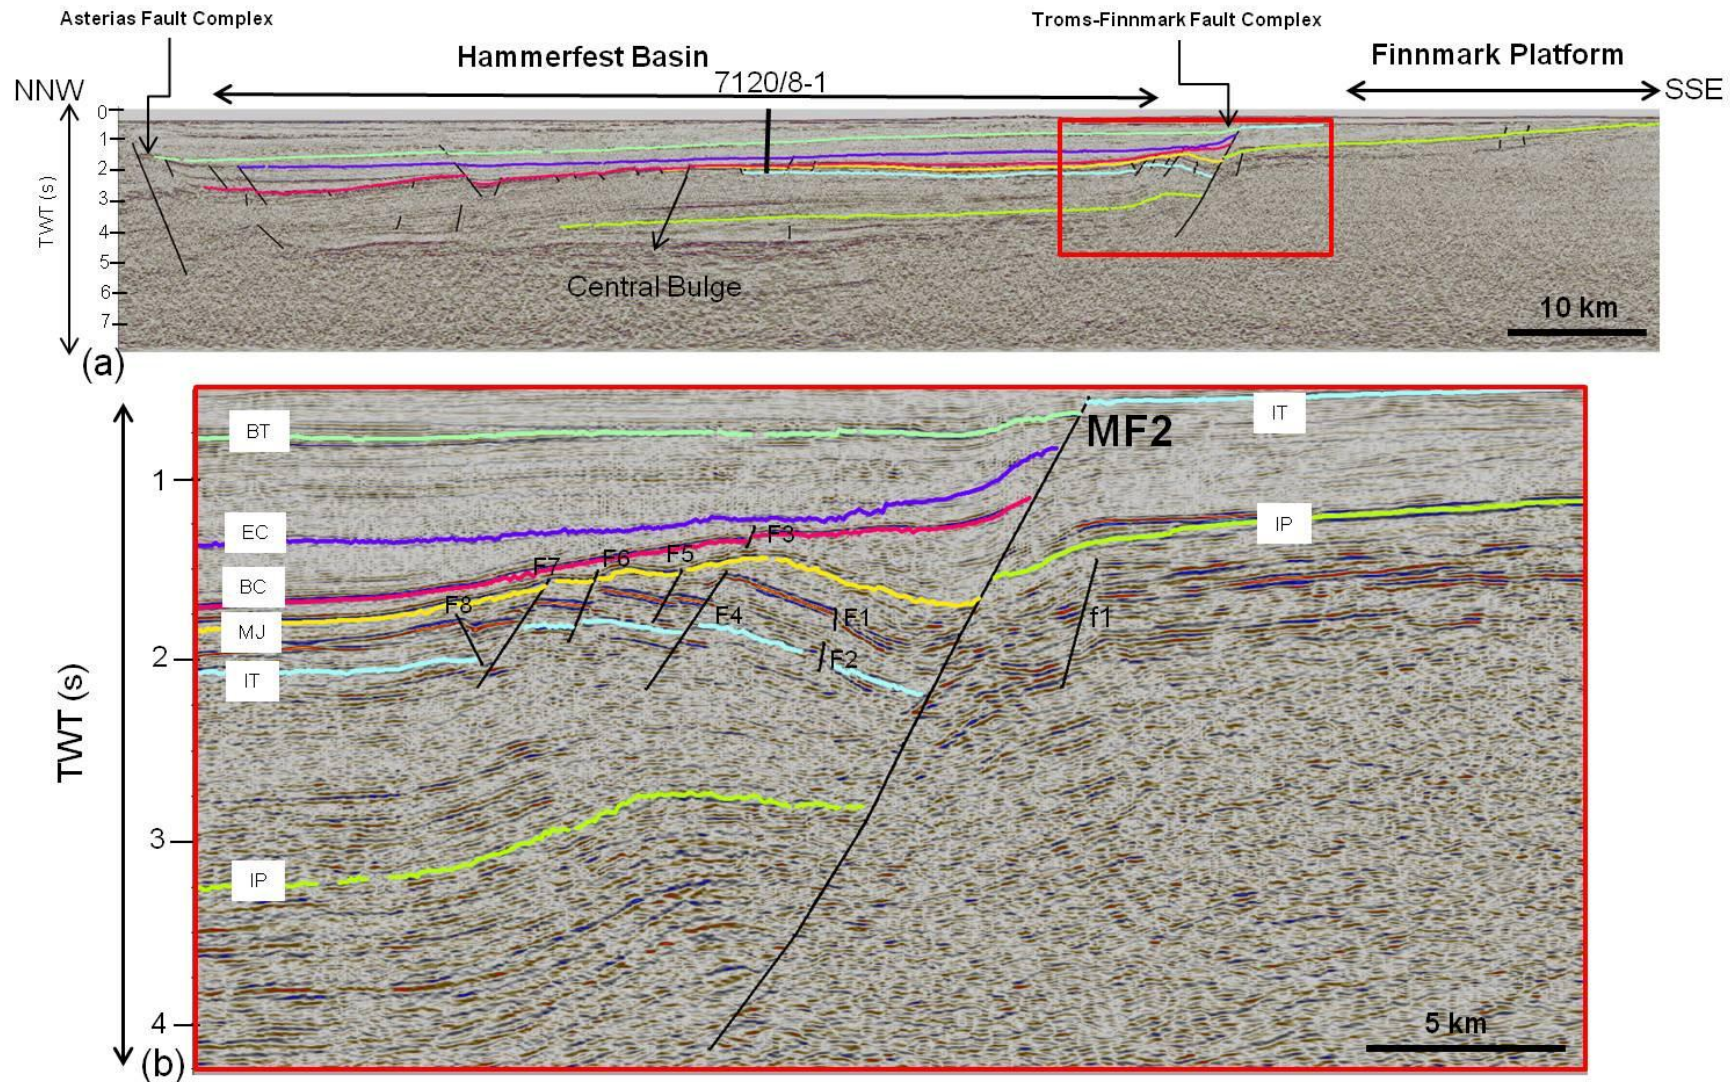 Asterias Fault Complex
Troms-Finnmark Fault Complex
Hammerfest Basin
Finnmark Platform
7120/8-1
NNW
SSE
0
1
2
3
4
5
6
7
TWT (s)
Central Bulge
10 km
(a)
BT
IT
MF2
1
EC
IP
F3
F7
F6
F5
BC
F8
F4
F1
f1
MJ
2
F2
IT
TWT (s)
3
IP
4
5 km
(b)